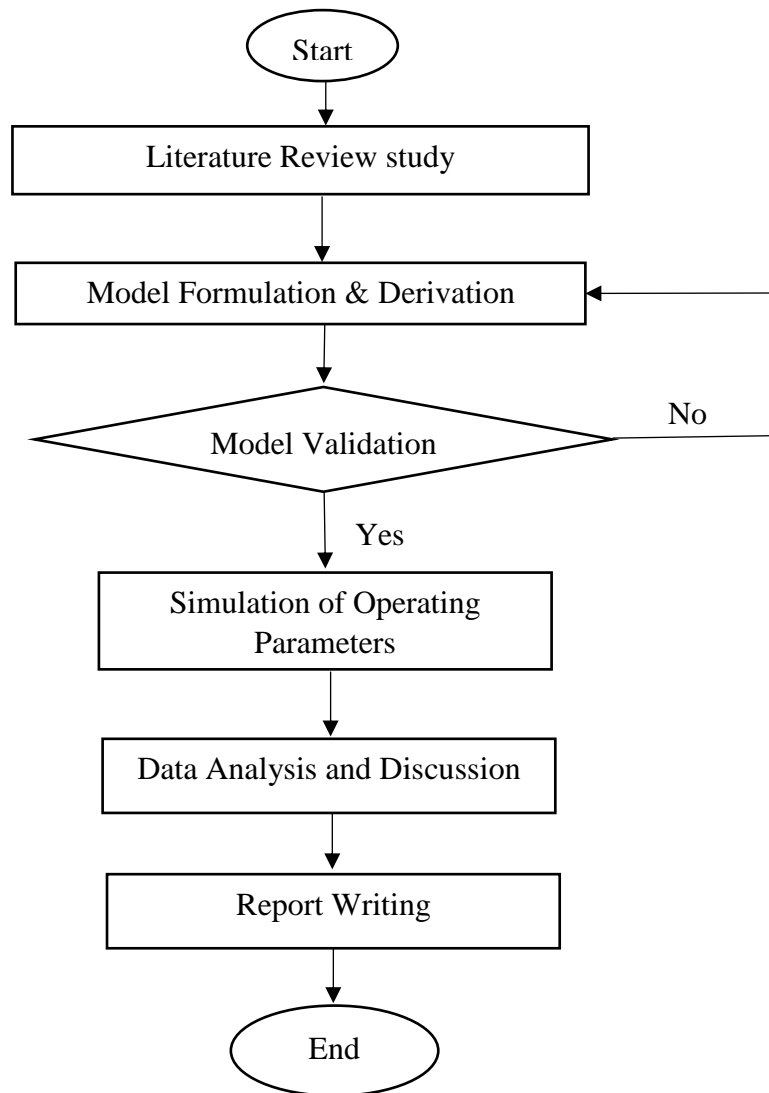 Start
Literature Review study
Model Formulation & Derivation
No
Model Validation
Yes
Simulation of Operating
Parameters
Data Analysis and Discussion
Report Writing
End